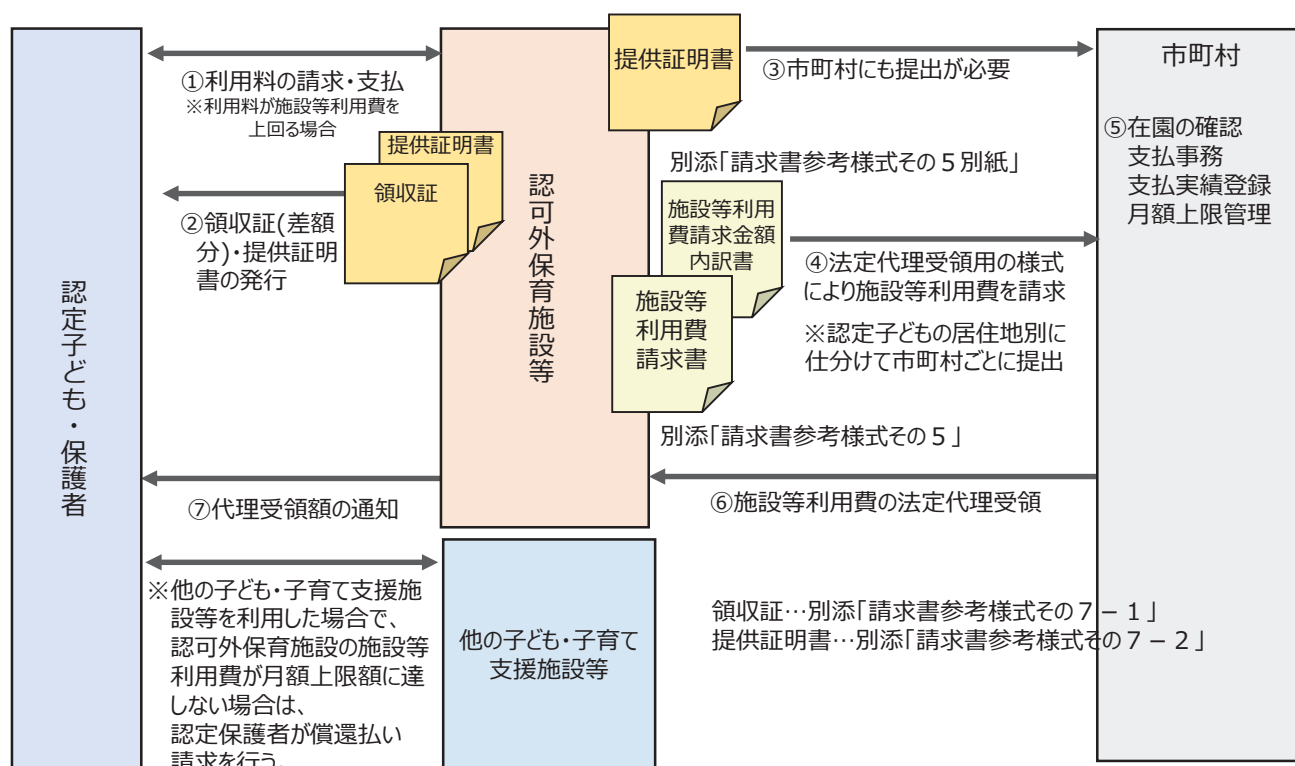 認定子ども・保護者
①利用料の請求・支払
※利用料が施設等利用費を
上回る場合
提供証明書
領収証
②領収証(差額
分)・提供証明
書の発行
認可外保育施設等
提供証明書
③市町村にも提出が必要
市町村
⑤在園の確認
支払事務
支払実績登録
月額上限管理
別添「請求書参考様式その５別紙」
施設等利用
費請求金額
内訳書
施設等
利用費
請求書
④法定代理受領用の様式
により施設等利用費を請求
※認定子どもの居住地別に
仕分けて市町村ごとに提出
別添「請求書参考様式その５」
⑥施設等利用費の法定代理受領
⑦代理受領額の通知
※他の子ども・子育て支援施
設等を利用した場合で、
認可外保育施設の施設等
利用費が月額上限額に達
しない場合は、
認定保護者が償還払い
請求を行う。
他の子ども・子育て
支援施設等
領収証…別添「請求書参考様式その７－１」
提供証明書…別添「請求書参考様式その７－２」